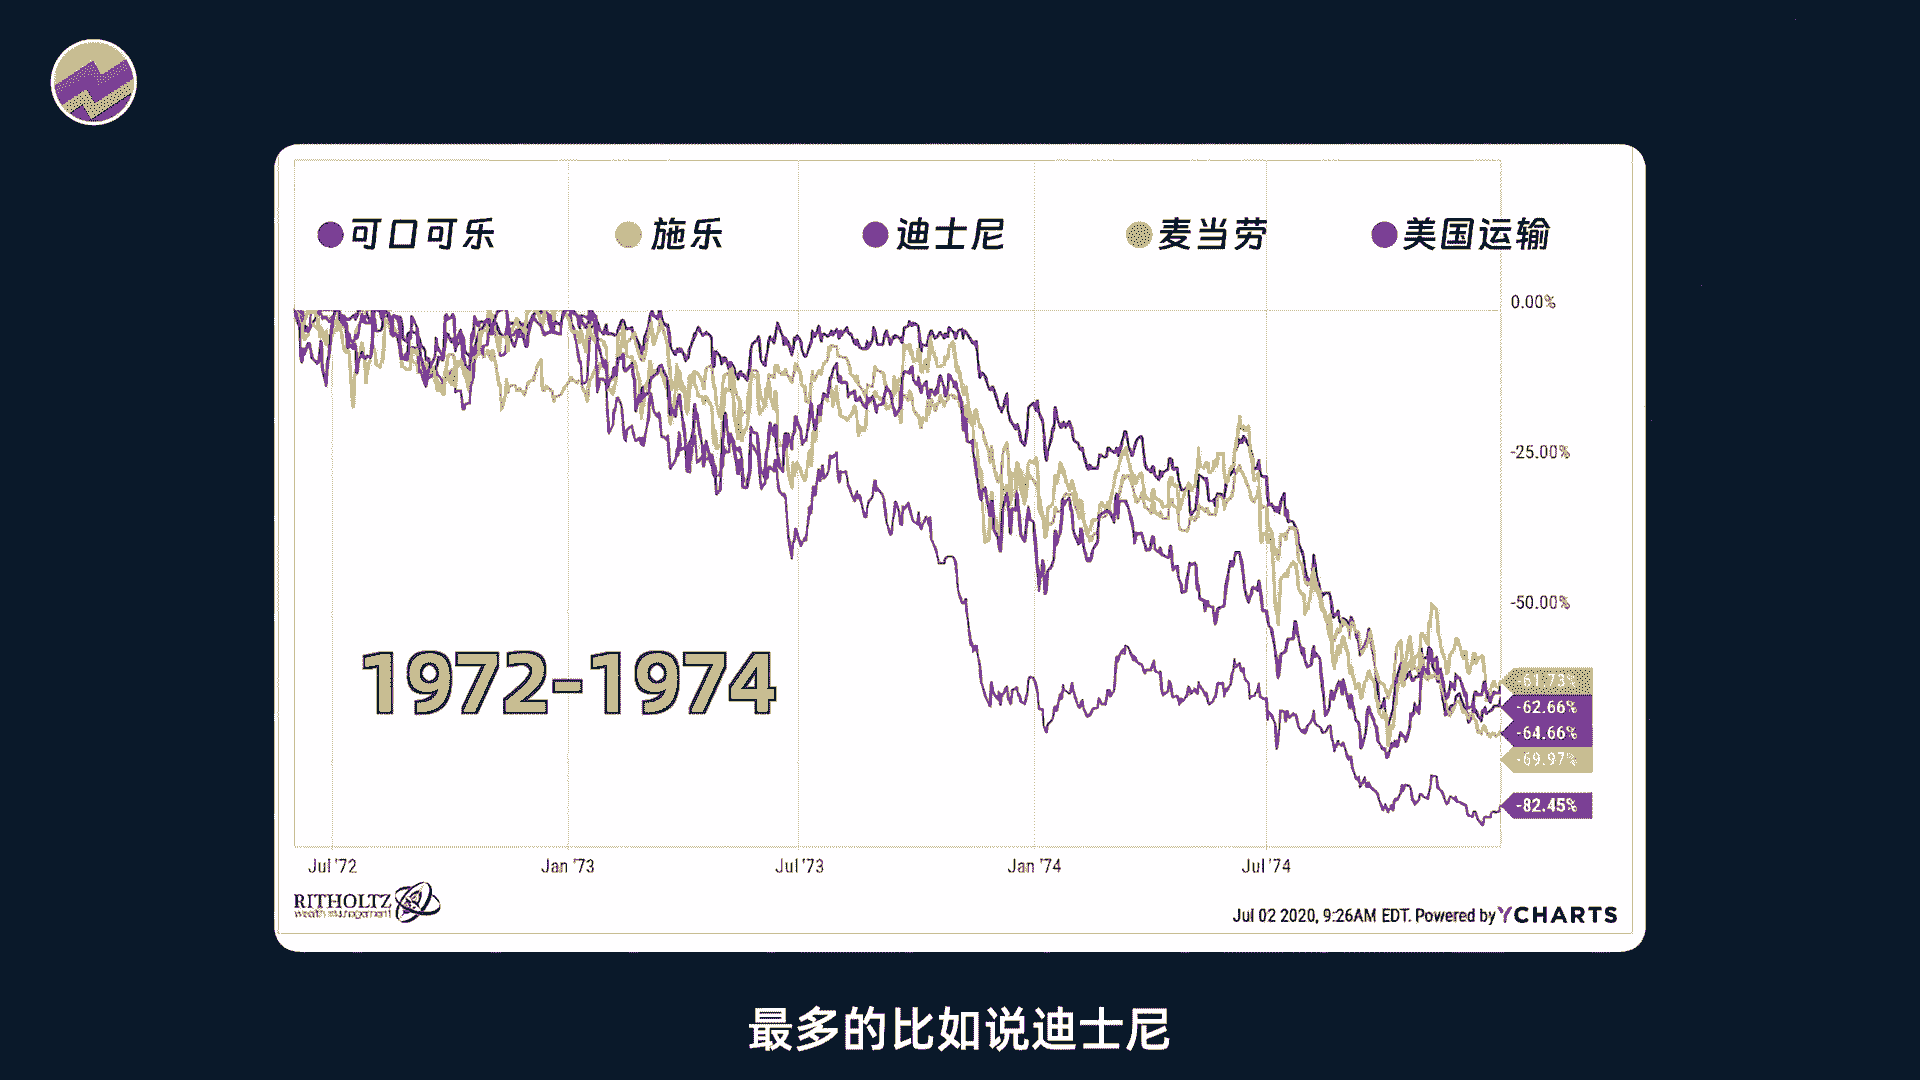 可口可乐
施乐
迪士尼
麦当劳
美国运输
0.00%
-25.00%
-50.00%
-61.73%
-62.66%
-64.66%
-69.97%
-82.45%
1972-1974
Jul '72
Jan '73
Jul '73
Jan '74
Jul '74
RITHOLTZ
wealth management
Jul 02 2020, 9:26AM EDT. Powered by YCHARTS
最多的比如说迪士尼